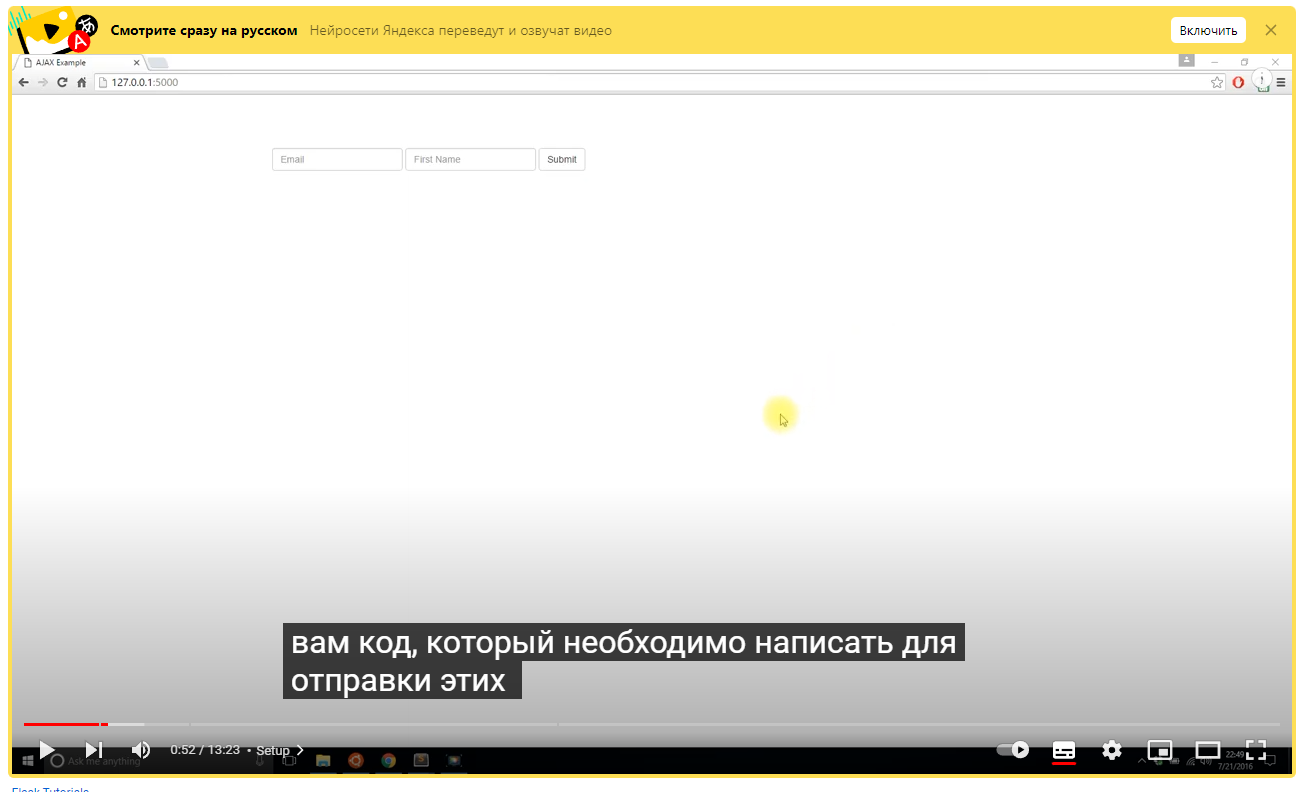 Смотрите сразу на русском Нейросети Яндекса переведут и озвучат видео Включить
AJAX Example
127.0.0.1:5000
Email First Name Submit
вам код, который необходимо написать для
отправки этих
0:52 / 13:23 • Setup
Ask me anything
22:49
7/21/2016